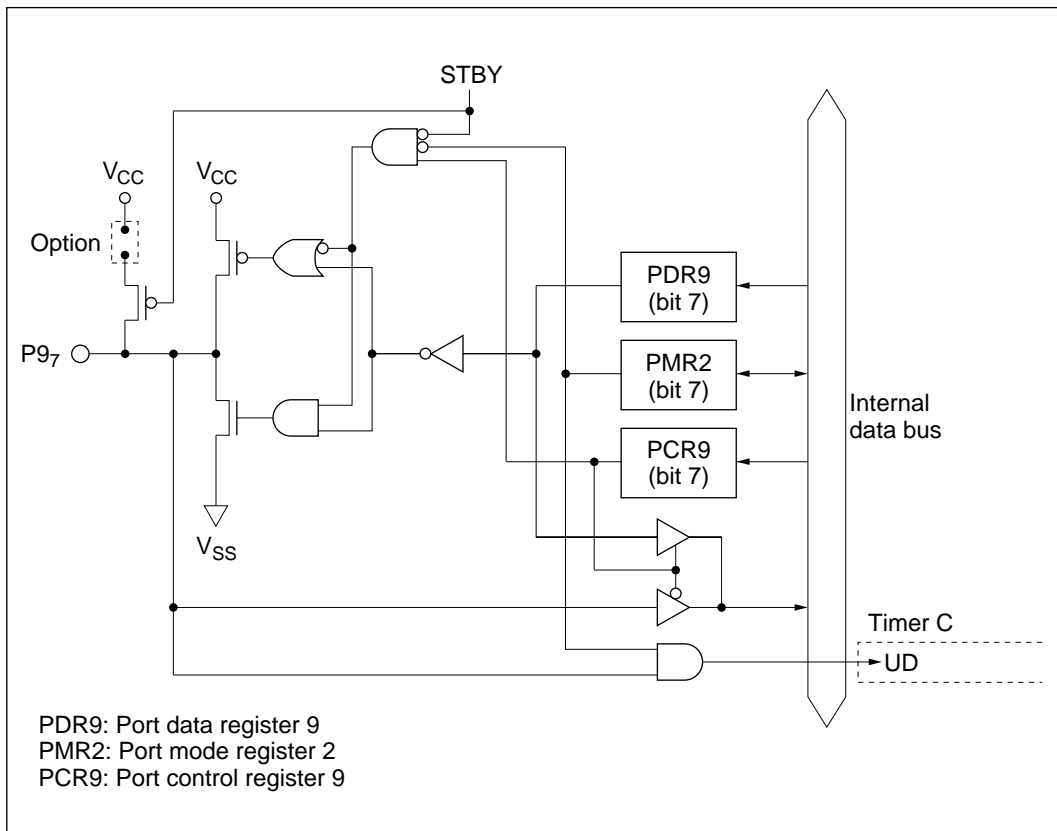 STBY
VCC
VCC
Option
PDR9
(bit 7)
P97
PMR2
(bit 7)
Internal
data bus
PCR9
(bit 7)
VSS
Timer C
UD
PDR9: Port data register 9
PMR2: Port mode register 2
PCR9: Port control register 9